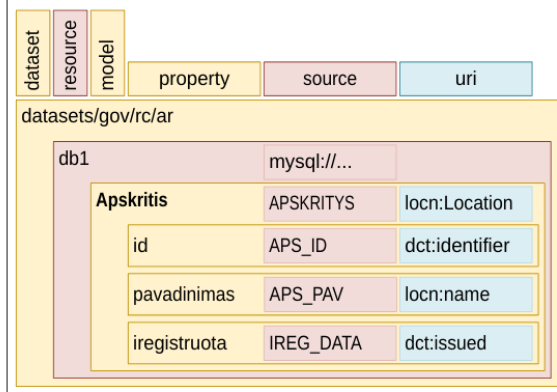 dataset resource model property source uri
datasets/gov/rc/ar
db1 mysql://...
Apskritis APSKRITYS locn:Location
id APS_ID dct:identifier
pavadinimas APS_PAV locn:name
iregistruota IREG_DATA dct:issued